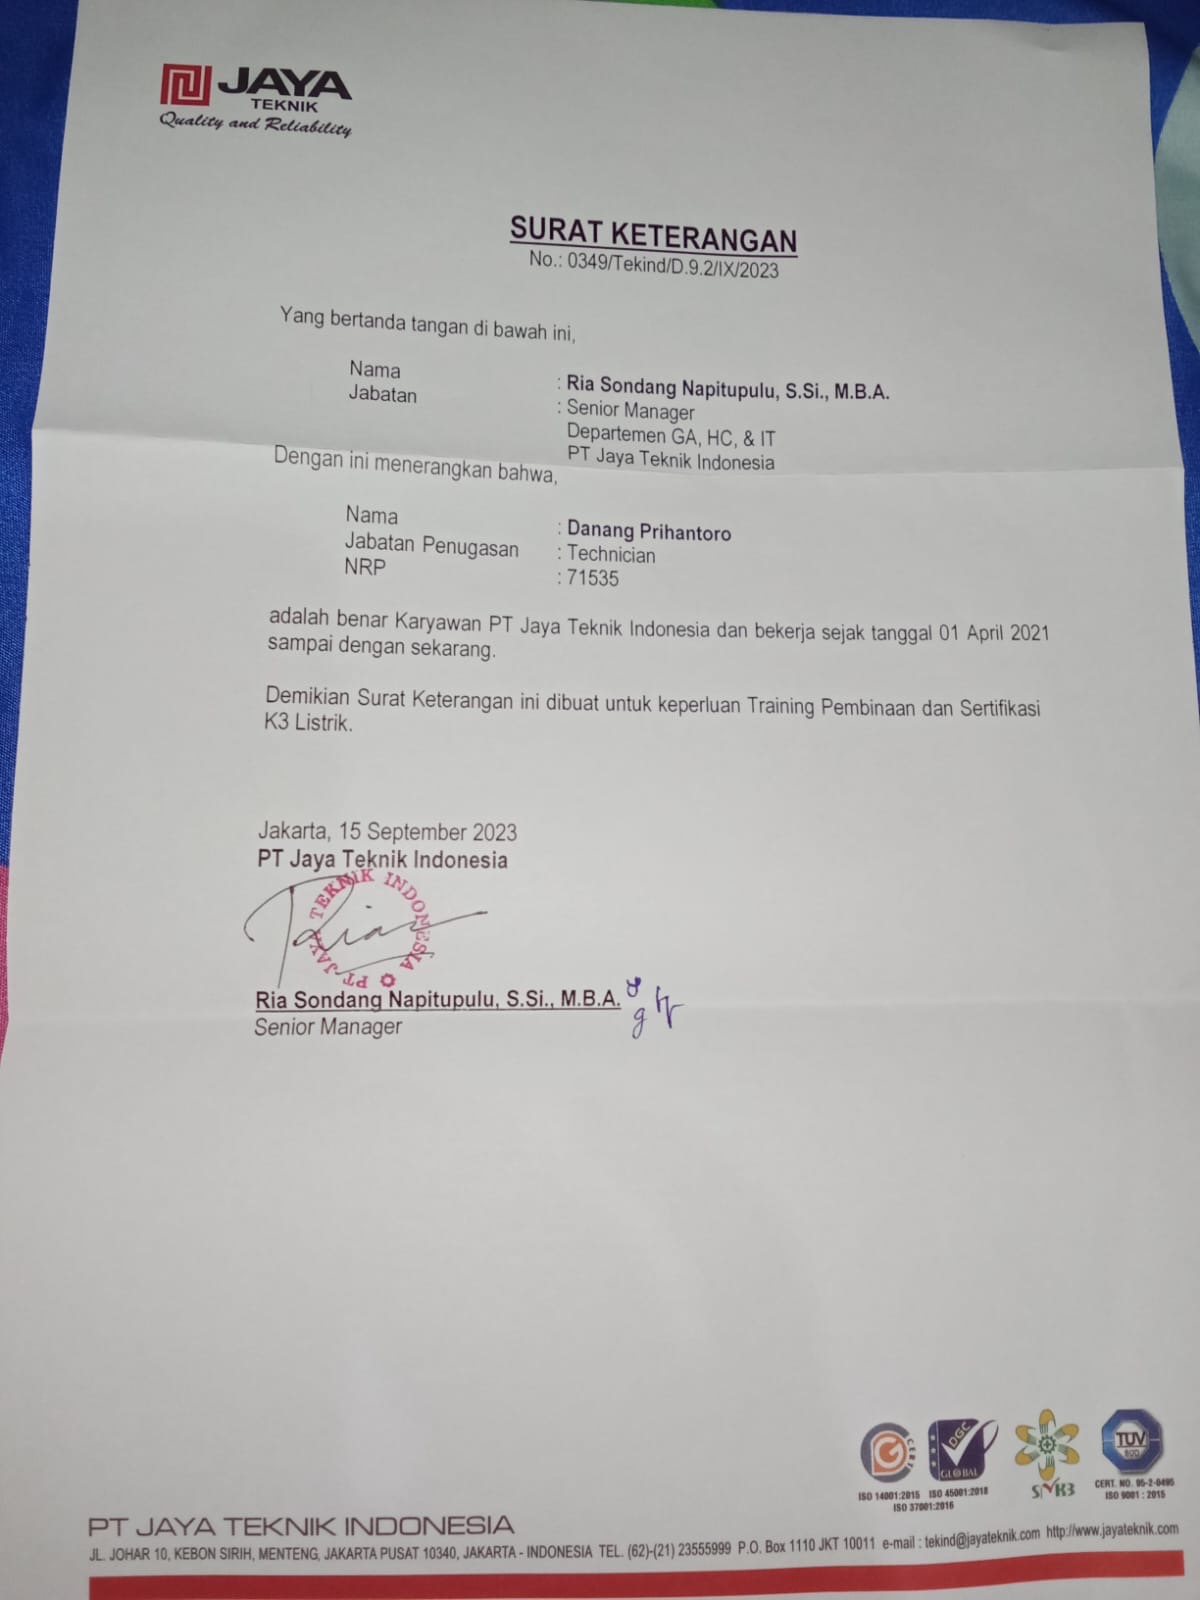 JAYA
TEKNIK
Quality and Reliability
SURAT KETERANGAN
No.: 0349/Tekind/D.9.2/IX/2023
Yang bertanda tangan di bawah ini,
Nama : Ria Sondang Napitupulu, S.Si., M.B.A.
Jabatan : Senior Manager
Departemen GA, HC, & IT
PT Jaya Teknik Indonesia
Dengan ini menerangkan bahwa,
Nama : Danang Prihantoro
Jabatan Penugasan : Technician
NRP : 71535
adalah benar Karyawan PT Jaya Teknik Indonesia dan bekerja sejak tanggal 01 April 2021
sampai dengan sekarang.
Demikian Surat Keterangan ini dibuat untuk keperluan Training Pembinaan dan Sertifikasi
K3 Listrik.
Jakarta, 15 September 2023
PT Jaya Teknik Indonesia
PT JAYA TEKNIK INDONESIA
Ria Sondang Napitupulu, S.Si., M.B.A.
Senior Manager
CERT
DGC
GLOBAL
SMK3
TUV
SUD
ISO 14001:2015 ISO 45001:2018
ISO 37001:2016
CERT. NO. 95-2-0495
ISO 9001 : 2015
PT JAYA TEKNIK INDONESIA
JL. JOHAR 10, KEBON SIRIH, MENTENG, JAKARTA PUSAT 10340, JAKARTA - INDONESIA TEL. (62)-(21) 23555999 P.O. Box 1110 JKT 10011 e-mail : tekind@jayateknik.com http://www.jayateknik.com